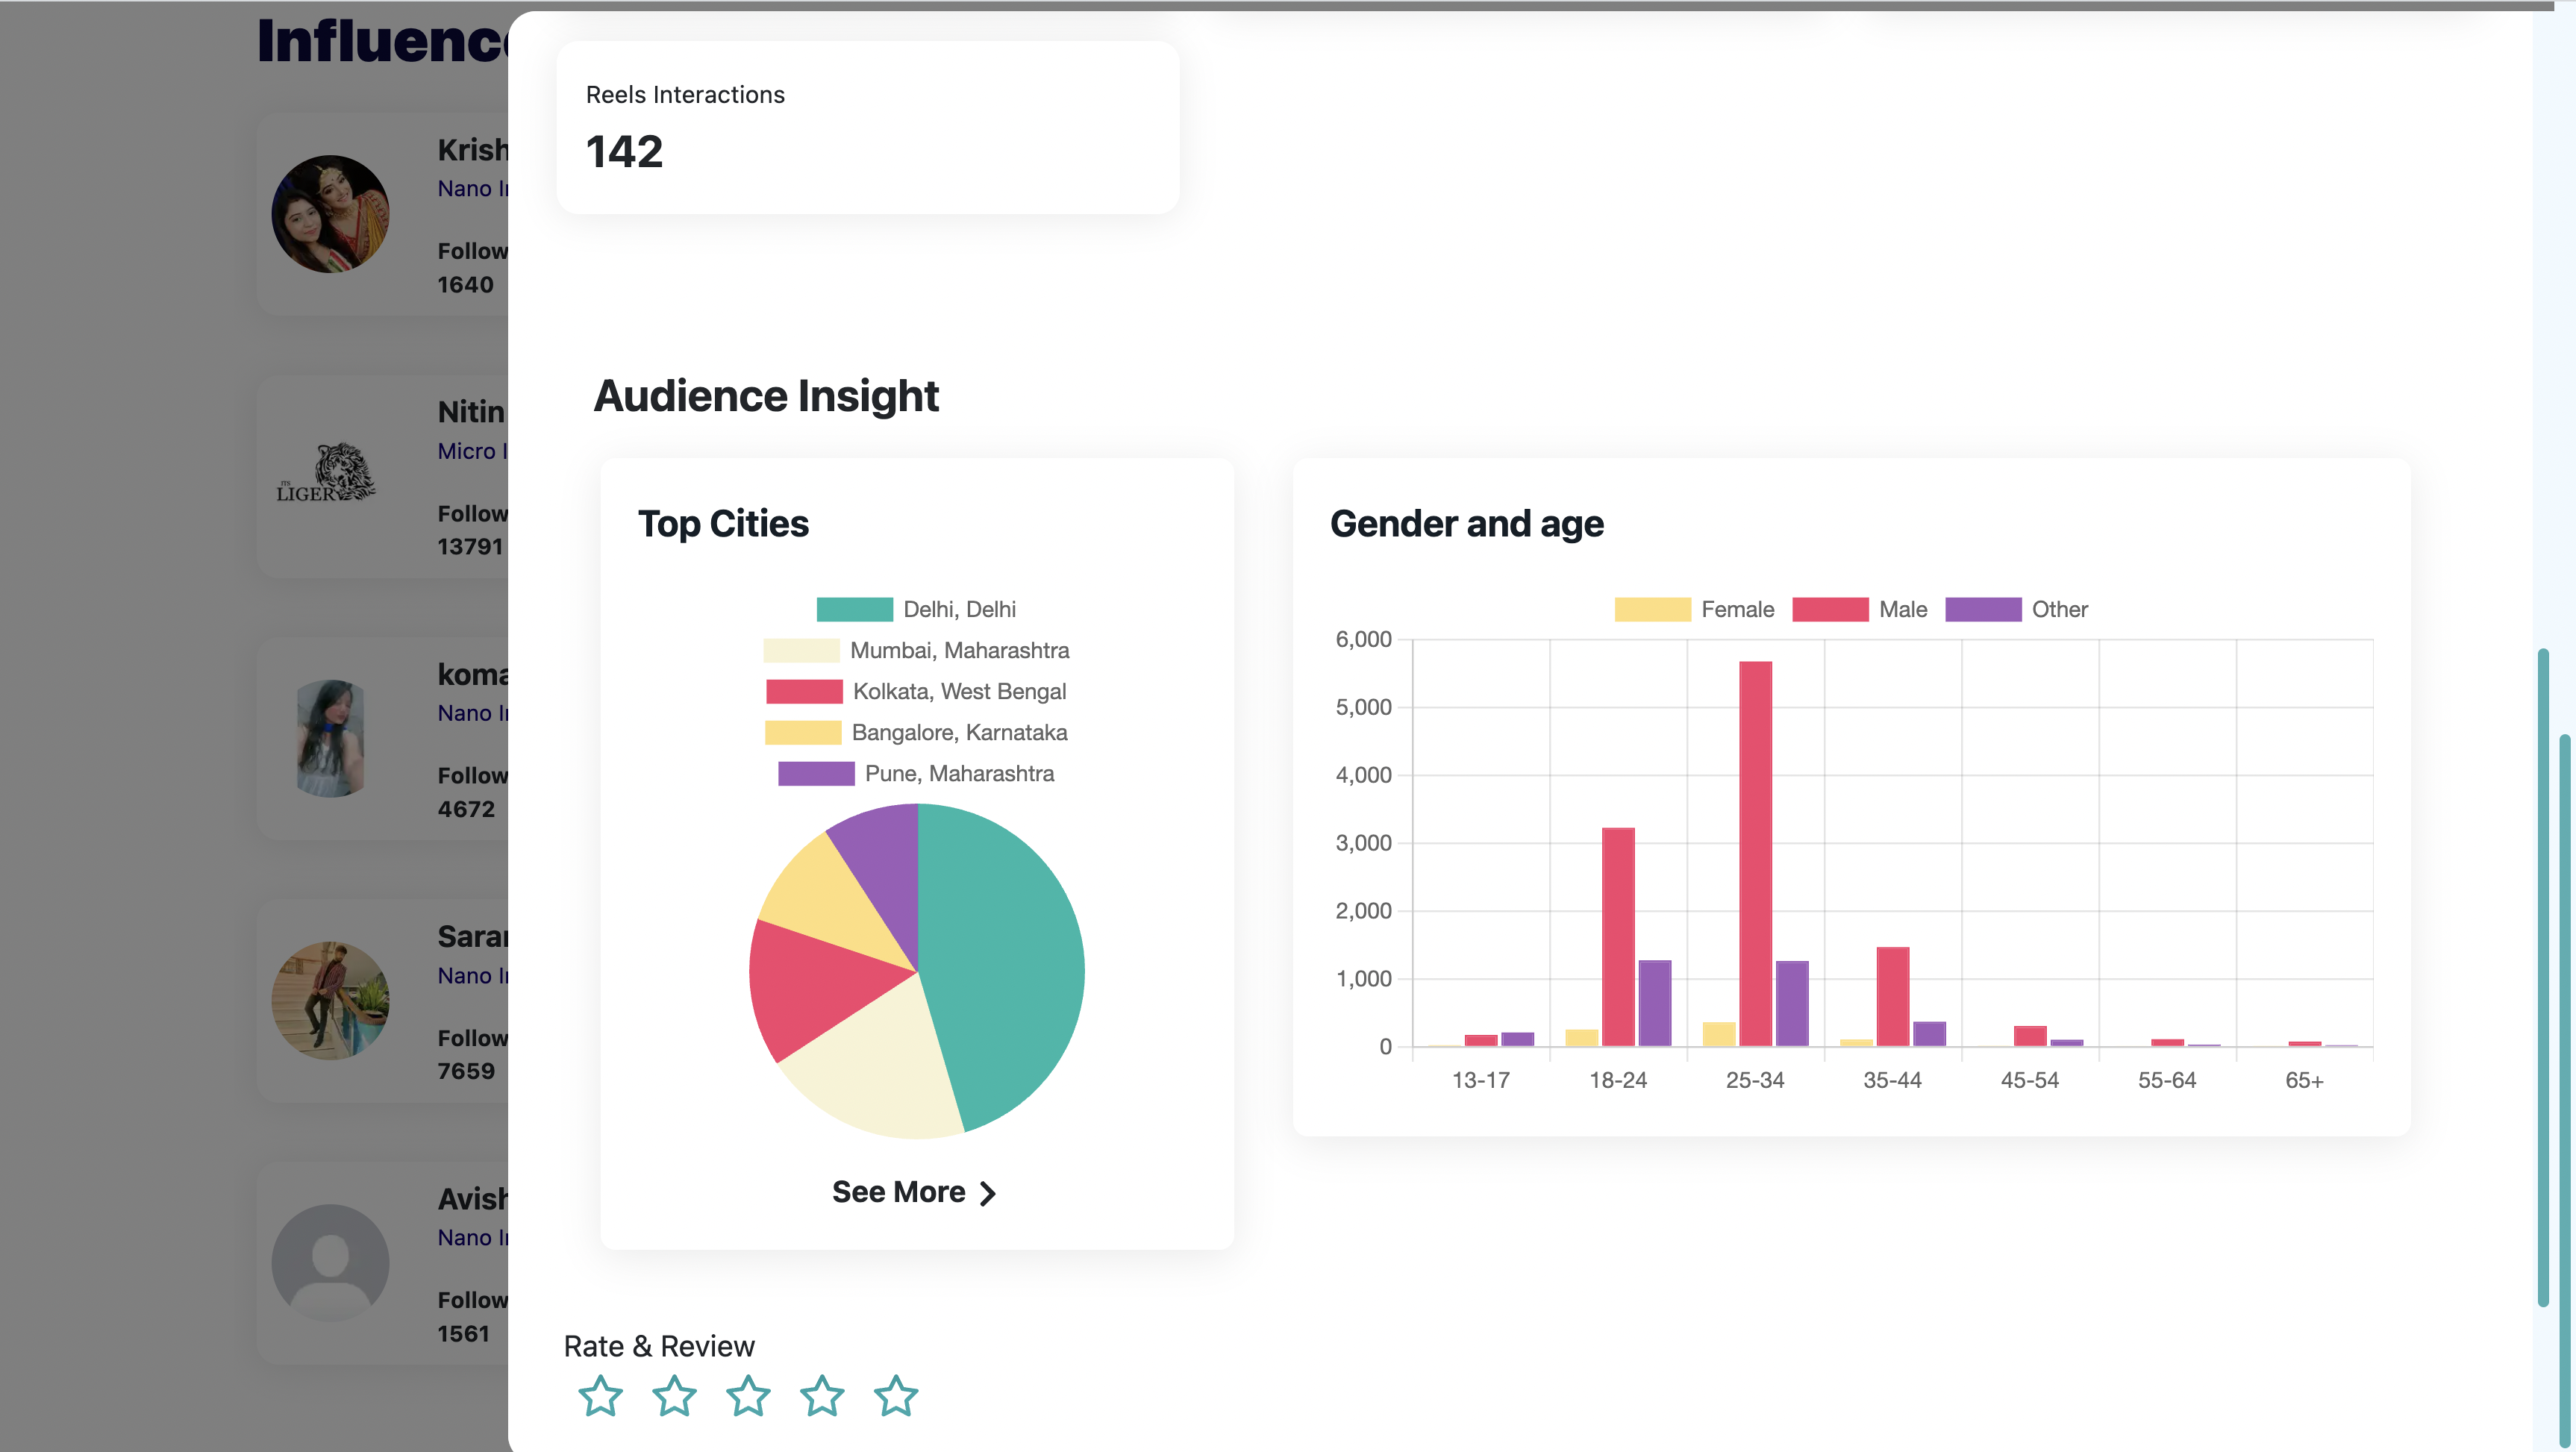 Influenc
Krish
Nano I
Follow
1640
Nitin
Micro I
Follow
13791
ITS
LIGER
koma
Nano I
Follow
4672
Saran
Nano I
Follow
7659
Avish
Nano I
Follow
1561
Reels Interactions
142
Audience Insight
Top Cities
Delhi, Delhi
Mumbai, Maharashtra
Kolkata, West Bengal
Bangalore, Karnataka
Pune, Maharashtra
See More
Gender and age
Female Male Other
6,000
5,000
4,000
3,000
2,000
1,000
0
13-17 18-24 25-34 35-44 45-54 55-64 65+
Rate & Review